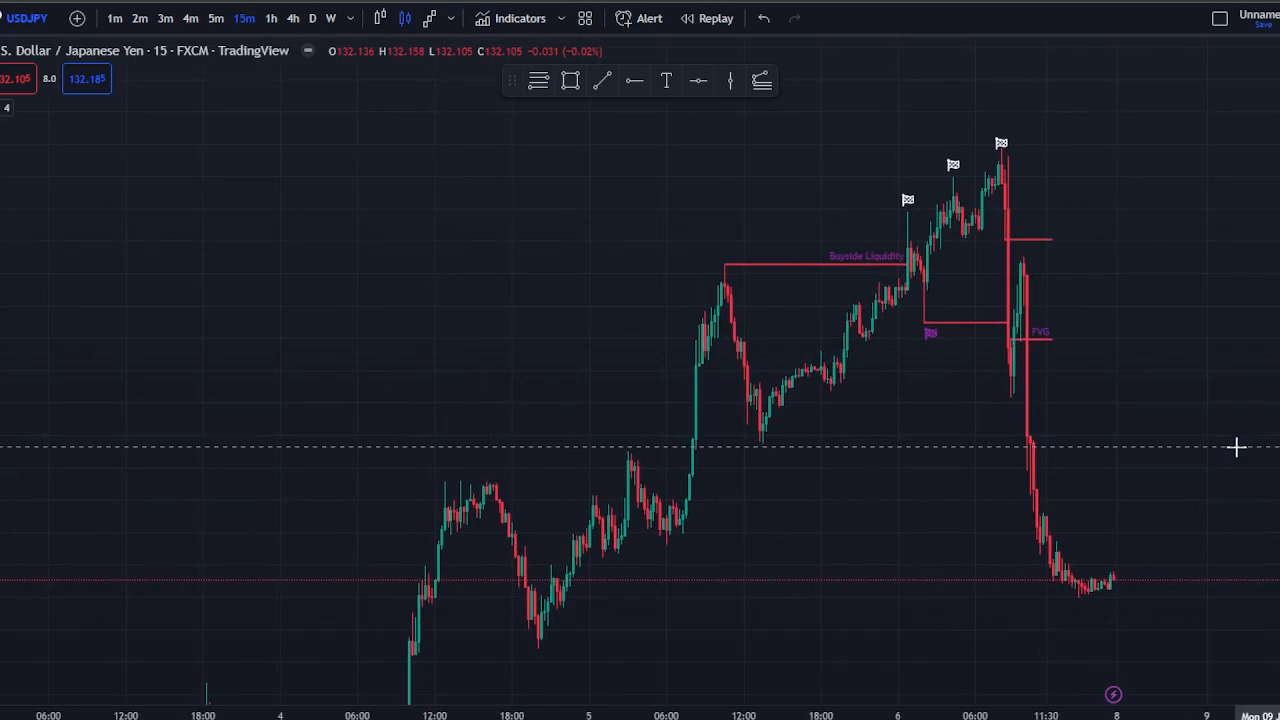 USDJPY 1m 2m 3m 4m 5m 15m 1h 4h D W Indicators Alert Replay Unname
Save
S. Dollar / Japanese Yen · 15 · FXCM · TradingView O132.136 H132.158 L132.105 C132.105 -0.031 (-0.02%)
32.105 8.0 132.185
4
Buyside Liquidity
FVG
06:00 12:00 18:00 4 06:00 12:00 18:00 5 06:00 12:00 18:00 6 06:00 11:30 8 9 Mon 09 J